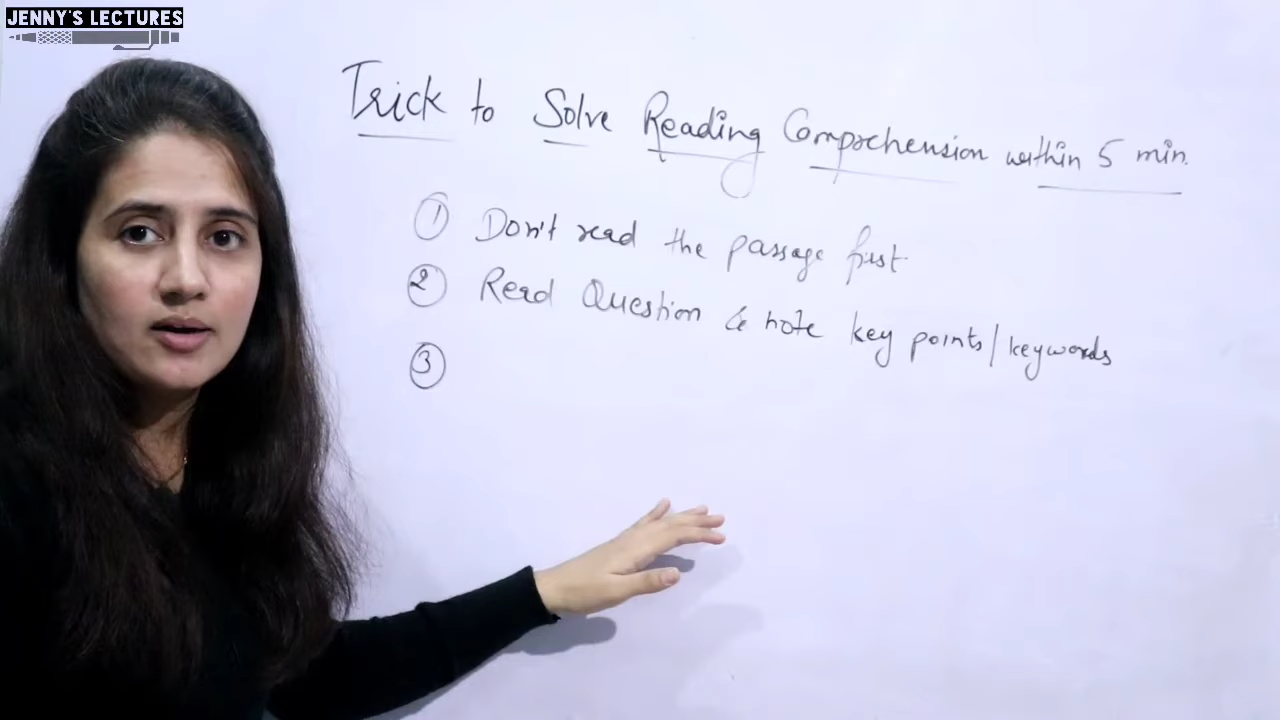 JENNY'S LECTURES
Trick to Solve Reading Comprehension within 5 min.
1 Don't read the passage first.
2 Read Question & note key points/keywords
3